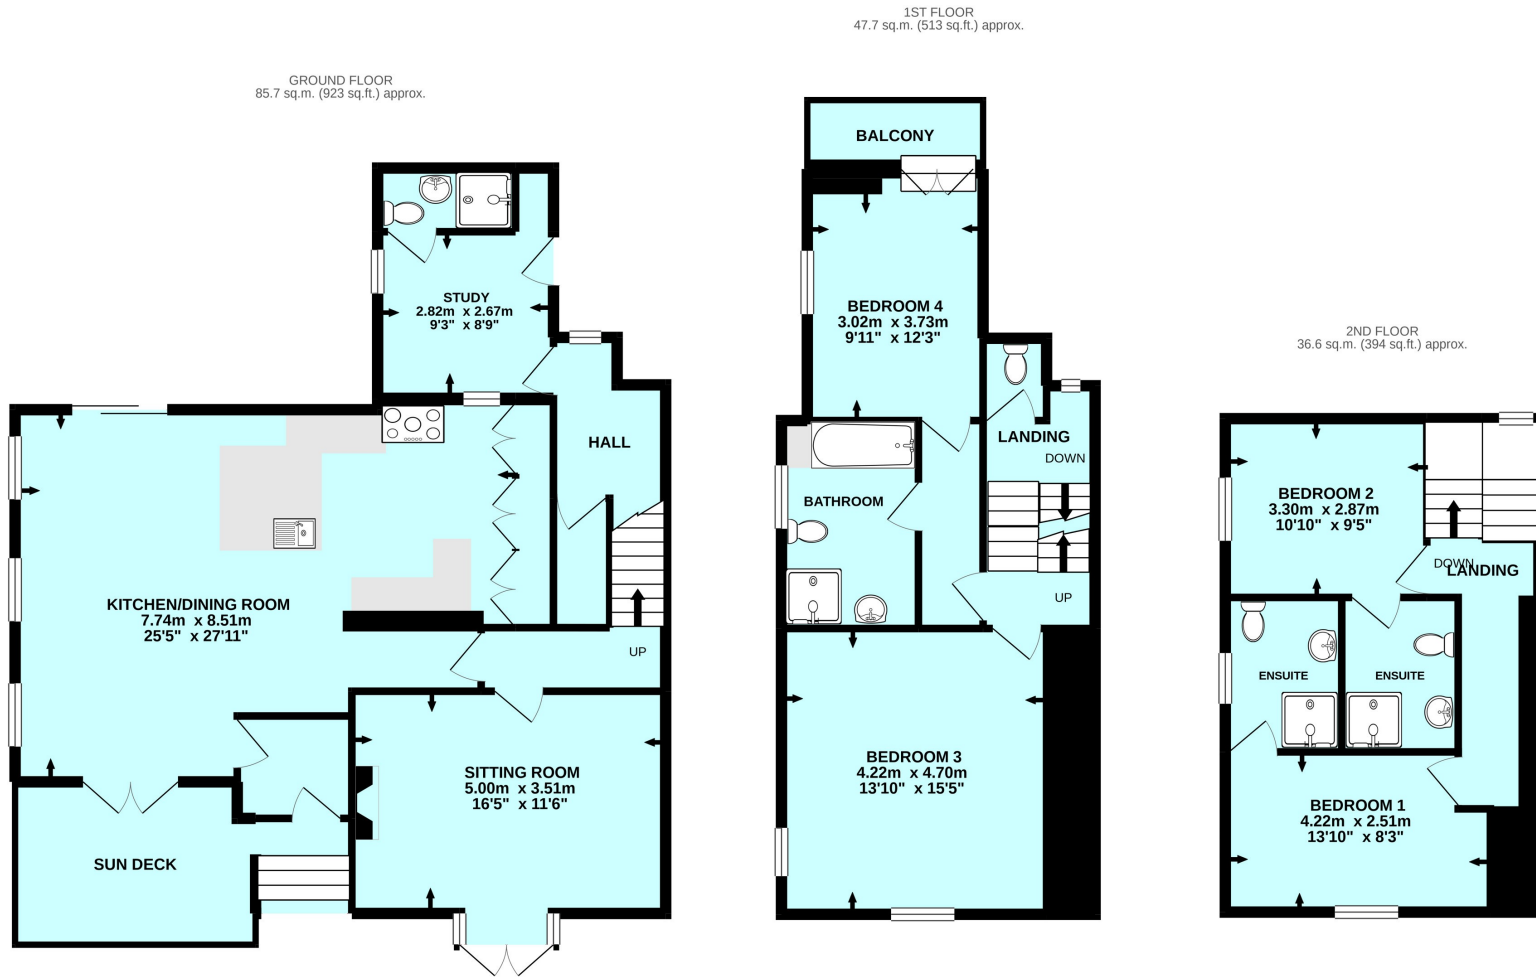 GROUND FLOOR
85.7 sq.m. (923 sq.ft.) approx.
STUDY
2.82m x 2.67m
9'3" x 8'9"
HALL
KITCHEN/DINING ROOM
7.74m x 8.51m
25'5" x 27'11"
UP
SITTING ROOM
5.00m x 3.51m
16'5" x 11'6"
SUN DECK
1ST FLOOR
47.7 sq.m. (513 sq.ft.) approx.
BALCONY
BEDROOM 4
3.02m x 3.73m
9'11" x 12'3"
LANDING
DOWN
BATHROOM
UP
BEDROOM 3
4.22m x 4.70m
13'10" x 15'5"
2ND FLOOR
36.6 sq.m. (394 sq.ft.) approx.
BEDROOM 2
3.30m x 2.87m
10'10" x 9'5"
DOWN
LANDING
ENSUITE
ENSUITE
BEDROOM 1
4.22m x 2.51m
13'10" x 8'3"